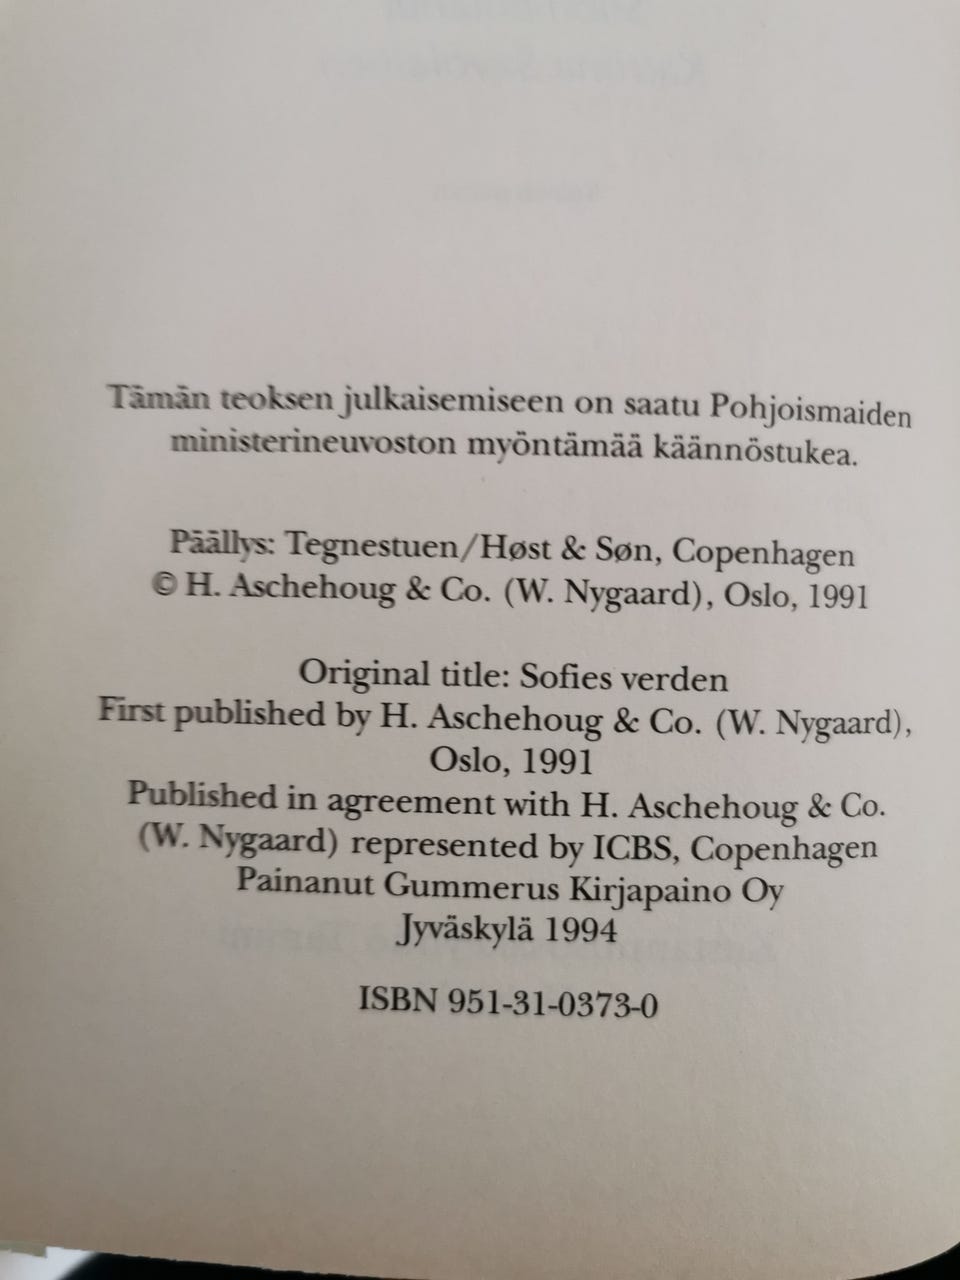 Tämän teoksen julkaisemiseen on saatu Pohjoismaiden
ministerineuvoston myöntämää käännöstukea.
Päällys: Tegnestuen/Høst & Søn, Copenhagen
© H. Aschehoug & Co. (W. Nygaard), Oslo, 1991
Original title: Sofies verden
First published by H. Aschehoug & Co. (W. Nygaard),
Oslo, 1991
Published in agreement with H. Aschehoug & Co.
(W. Nygaard) represented by ICBS, Copenhagen
Painanut Gummerus Kirjapaino Oy
Jyväskylä 1994
ISBN 951-31-0373-0